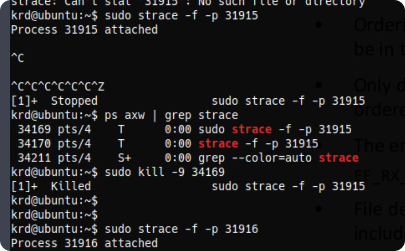 strace: Can't stat '31915': No such file or directory
krd@ubuntu:~$ sudo strace -f -p 31915
Process 31915 attached
^C
^C^C^C^C^C^C^C^Z
[1]+  Stopped                 sudo strace -f -p 31915
krd@ubuntu:~$ ps axw | grep strace
  34169 pts/4    T      0:00 sudo strace -f -p 31915
  34170 pts/4    T      0:00 strace -f -p 31915
  34211 pts/4    S+     0:00 grep --color=auto strace
krd@ubuntu:~$ sudo kill -9 34169
[1]+  Killed                  sudo strace -f -p 31915
krd@ubuntu:~$
krd@ubuntu:~$
krd@ubuntu:~$ sudo strace -f -p 31916
Process 31916 attached
Orderi
be in t
Only d
ordere
The en
EF_RX_
File de
includ